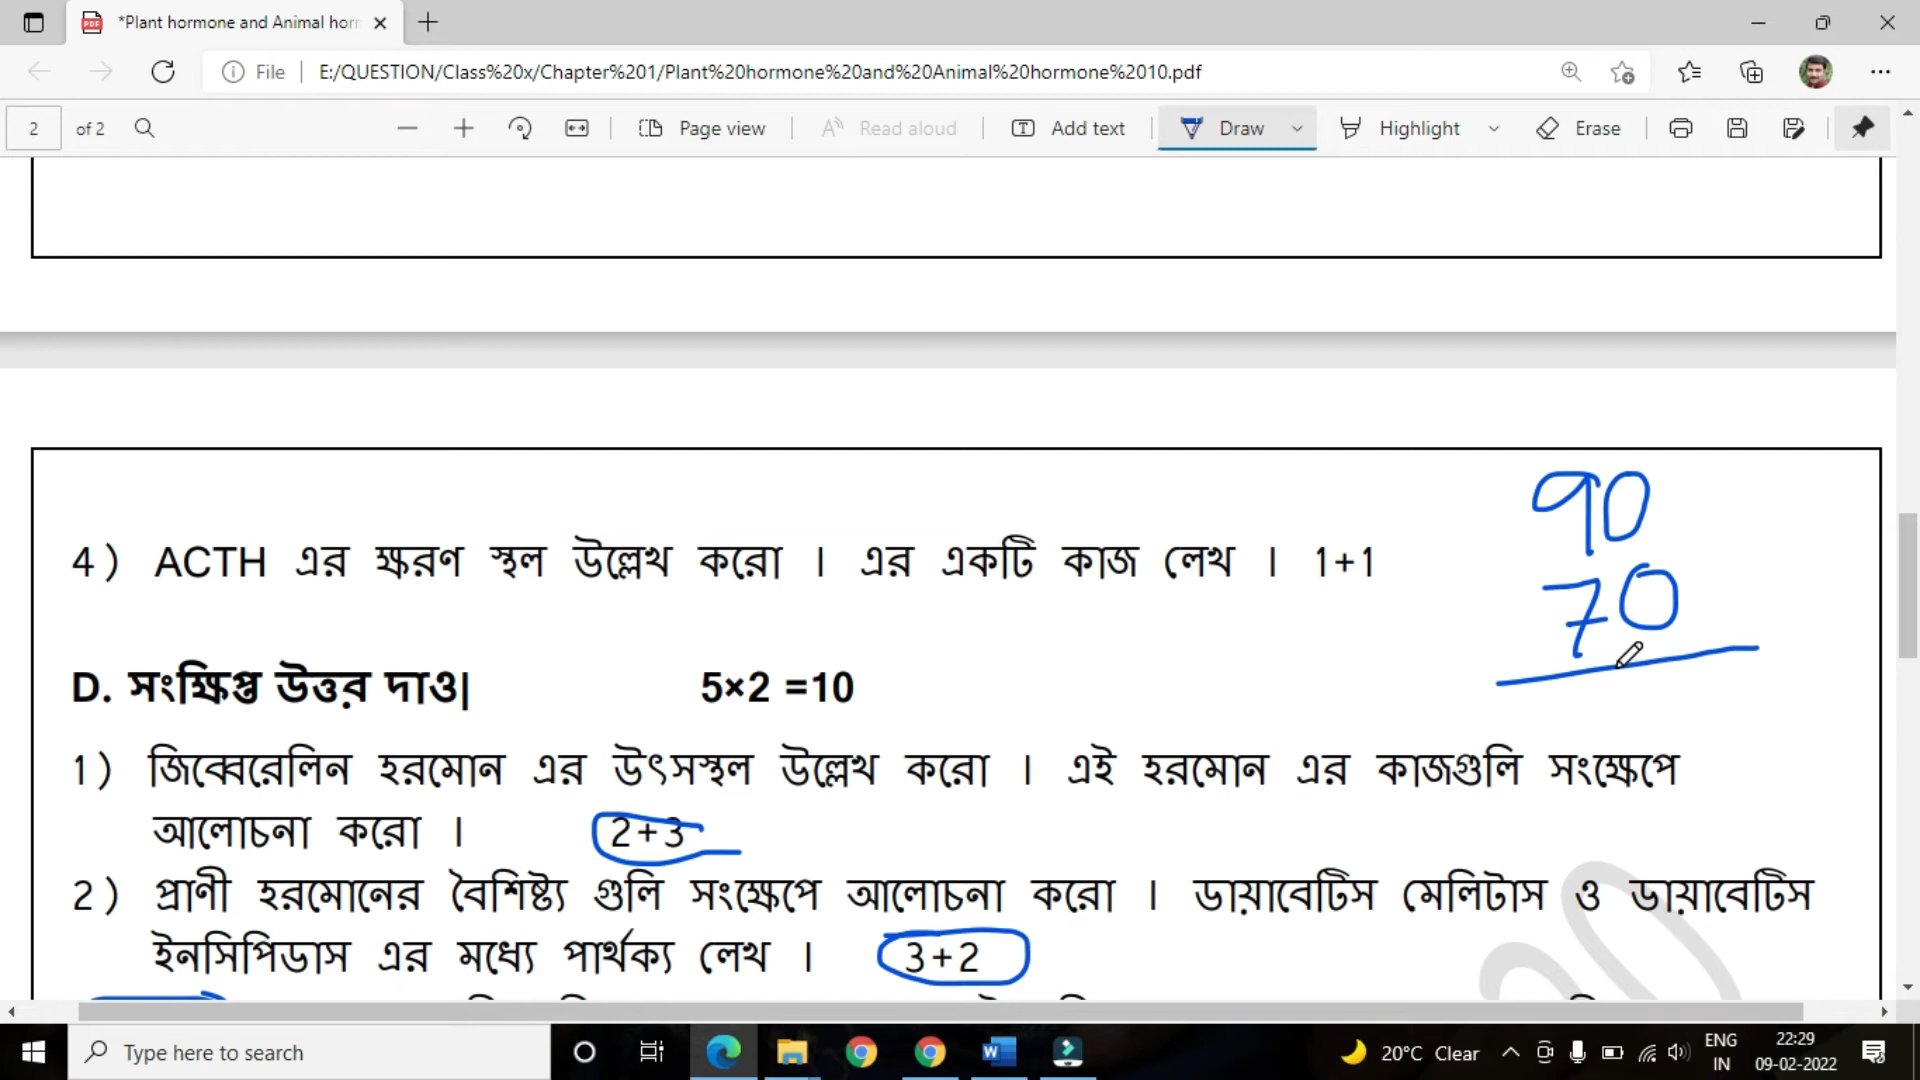 *Plant hormone and Animal horr
File E:/QUESTION/Class%20x/Chapter%201/Plant%20hormone%20and%20Animal%20hormone%2010.pdf
2 of 2 Page view Read aloud Add text Draw Highlight Erase
90
4) ACTH এর ক্ষরণ স্থল উল্লেখ করো । এর একটি কাজ লেখ । 1+1
70
D. সংক্ষিপ্ত উত্তর দাও| 5×2 =10
1) জিব্বেরেলিন হরমোন এর উৎসস্থল উল্লেখ করো । এই হরমোন এর কাজগুলি সংক্ষেপে
আলোচনা করো । 2+3
2) প্রাণী হরমোনের বৈশিষ্ট্য গুলি সংক্ষেপে আলোচনা করো । ডায়াবেটিস মেলিটাস ও ডায়াবেটিস
ইনসিপিডাস এর মধ্যে পার্থক্য লেখ । 3+2
Type here to search 20°C Clear ENG 22:29
IN 09-02-2022